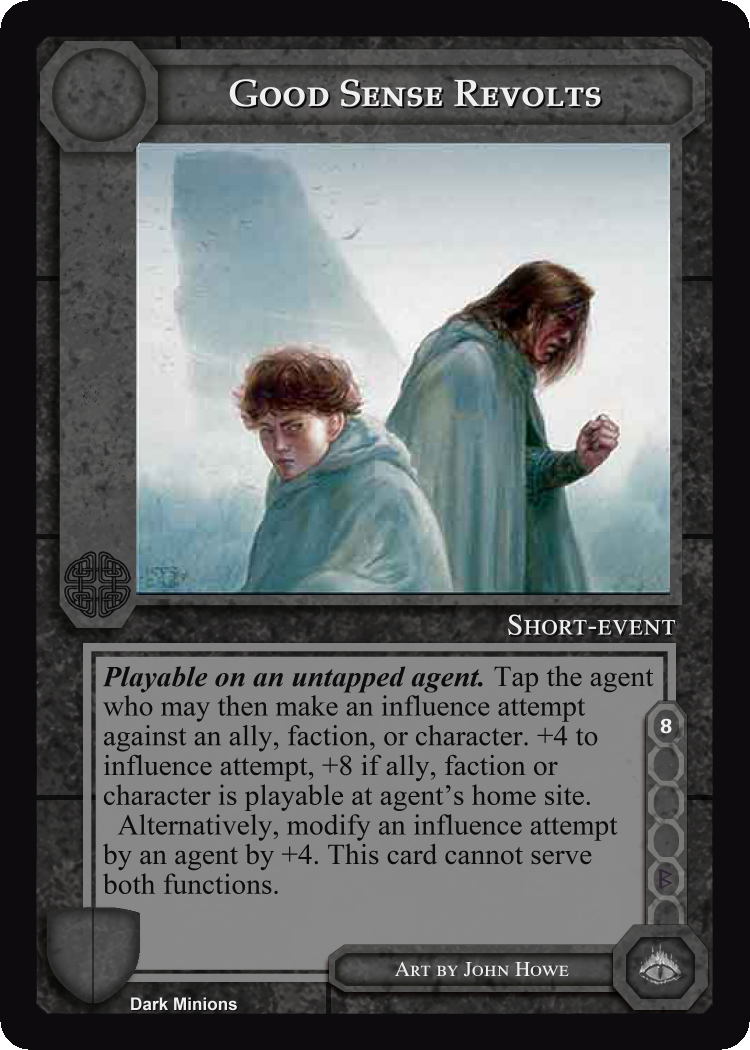 Good Sense Revolts
Short-event
Playable on an untapped agent. Tap the agent
who may then make an influence attempt
against an ally, faction, or character. +4 to
influence attempt, +8 if ally, faction or
character is playable at agent's home site.
Alternatively, modify an influence attempt
by an agent by +4. This card cannot serve
both functions.
8
B
Art by John Howe
Dark Minions